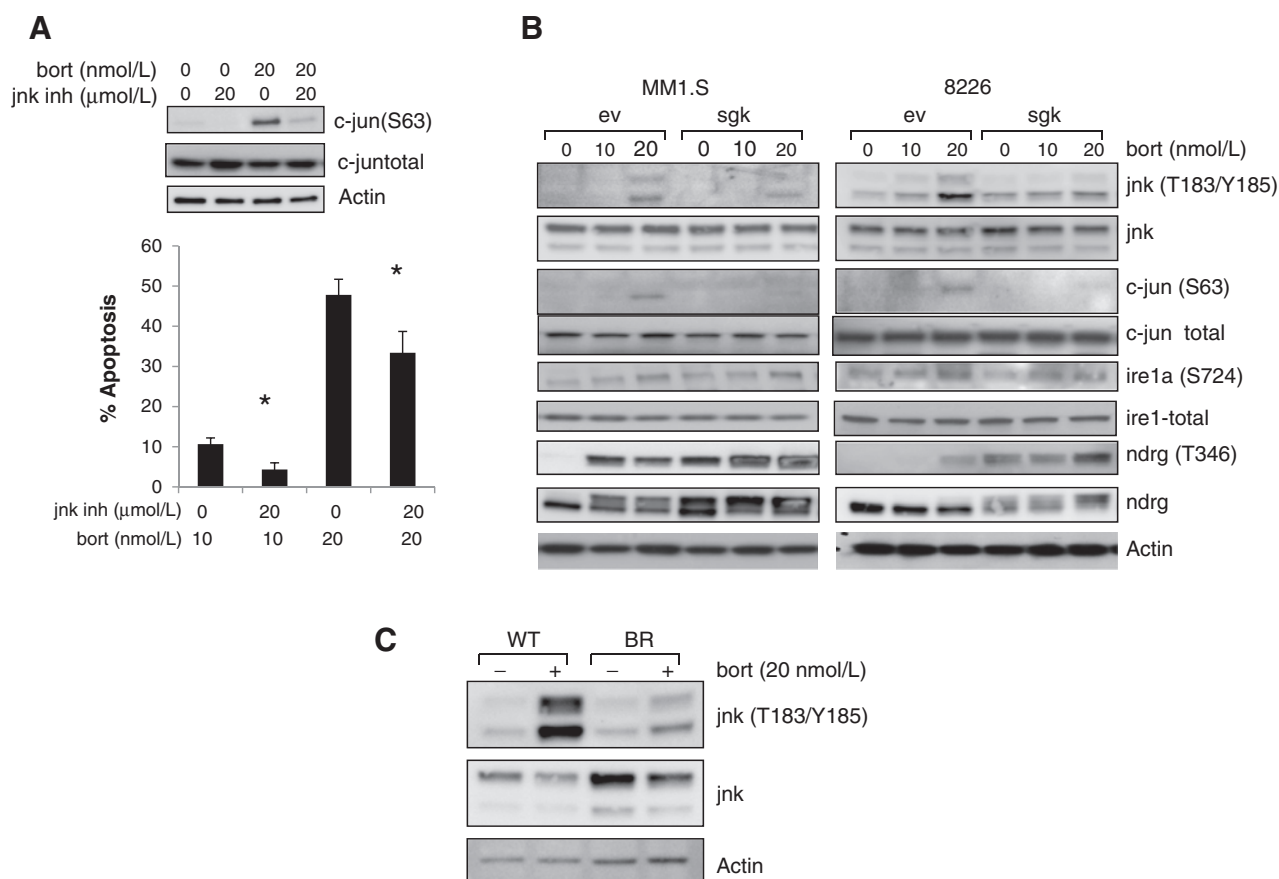 A
bort (nmol/L) 0 0 20 20
jnk inh (μmol/L) 0 20 0 20
c-jun(S63)
c-juntotal
Actin
% Apoptosis
60
50
40
30
20
10
0
*
*
jnk inh (μmol/L) 0 20 0 20
bort (nmol/L) 10 10 20 20
B
MM1.S 8226
ev sgk ev sgk
0 10 20 0 10 20 0 10 20 0 10 20 bort (nmol/L)
jnk (T183/Y185)
jnk
c-jun (S63)
c-jun total
ire1a (S724)
ire1-total
ndrg (T346)
ndrg
Actin
C
WT BR
– + – + bort (20 nmol/L)
jnk (T183/Y185)
jnk
Actin